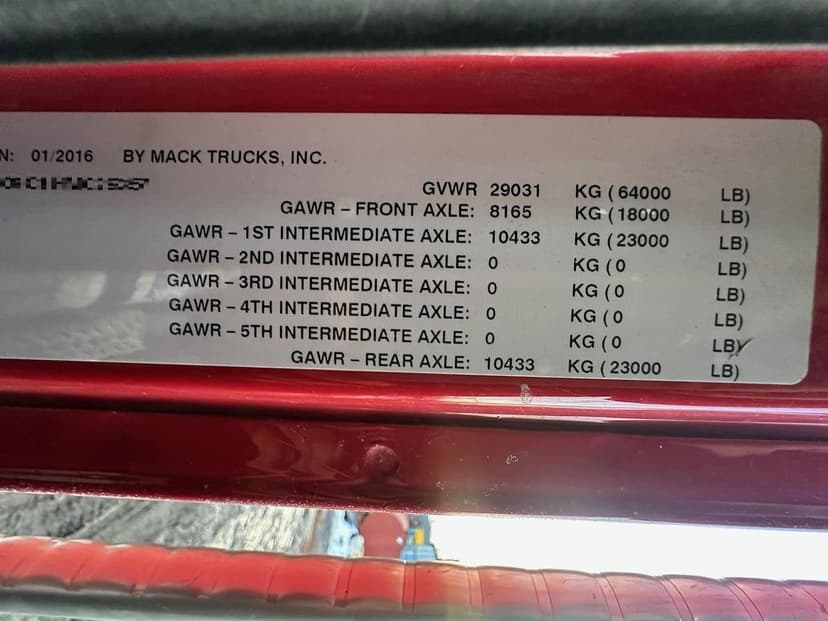 N: 01/2016 BY MACK TRUCKS, INC.
GVWR 29031 KG ( 64000 LB)
GAWR – FRONT AXLE: 8165 KG ( 18000 LB)
GAWR – 1ST INTERMEDIATE AXLE: 10433 KG ( 23000 LB)
GAWR – 2ND INTERMEDIATE AXLE: 0 KG ( 0 LB)
GAWR – 3RD INTERMEDIATE AXLE: 0 KG ( 0 LB)
GAWR – 4TH INTERMEDIATE AXLE: 0 KG ( 0 LB)
GAWR – 5TH INTERMEDIATE AXLE: 0 KG ( 0 LB)
GAWR – REAR AXLE: 10433 KG ( 23000 LB)